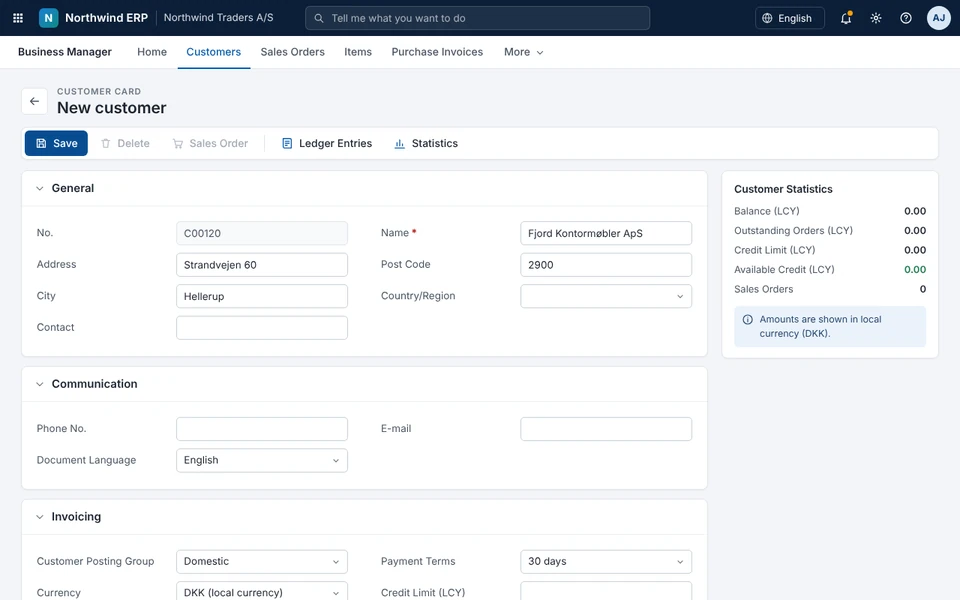 N Northwind ERP Northwind Traders A/S Tell me what you want to do English AJ
Business Manager Home Customers Sales Orders Items Purchase Invoices More
CUSTOMER CARD
New customer
Save Delete Sales Order Ledger Entries Statistics
General
No. C00120 Name * Fjord Kontormøbler ApS
Address Strandvejen 60 Post Code 2900
City Hellerup Country/Region
Contact
Communication
Phone No. E-mail
Document Language English
Invoicing
Customer Posting Group Domestic Payment Terms 30 days
Currency DKK (local currency) Credit Limit (LCY)
Customer Statistics
Balance (LCY) 0.00
Outstanding Orders (LCY) 0.00
Credit Limit (LCY) 0.00
Available Credit (LCY) 0.00
Sales Orders 0
Amounts are shown in local
currency (DKK).